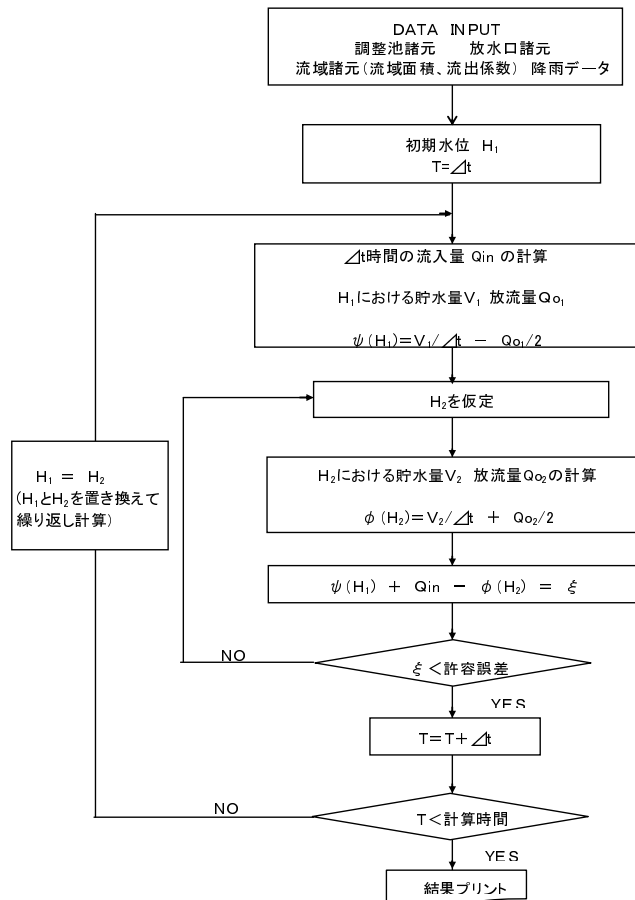 DATA INPUT
調整池諸元 放水口諸元
流域諸元(流域面積、流出係数) 降雨データ
初期水位 H₁
T=⊿t
⊿t時間の流入量 Qin の計算
H₁における貯水量V₁ 放流量Qo₁
ψ(H₁)=V₁/⊿t － Qo₁/2
H₂を仮定
H₂における貯水量V₂ 放流量Qo₂の計算
φ(H₂)=V₂/⊿t ＋ Qo₂/2
H₁ ＝ H₂
(H₁とH₂を置き換えて
繰り返し計算)
ψ(H₁) ＋ Qin － φ(H₂) ＝ ξ
NO
ξ＜許容誤差
YES
T＝T＋⊿t
NO
T＜計算時間
YES
結果プリント